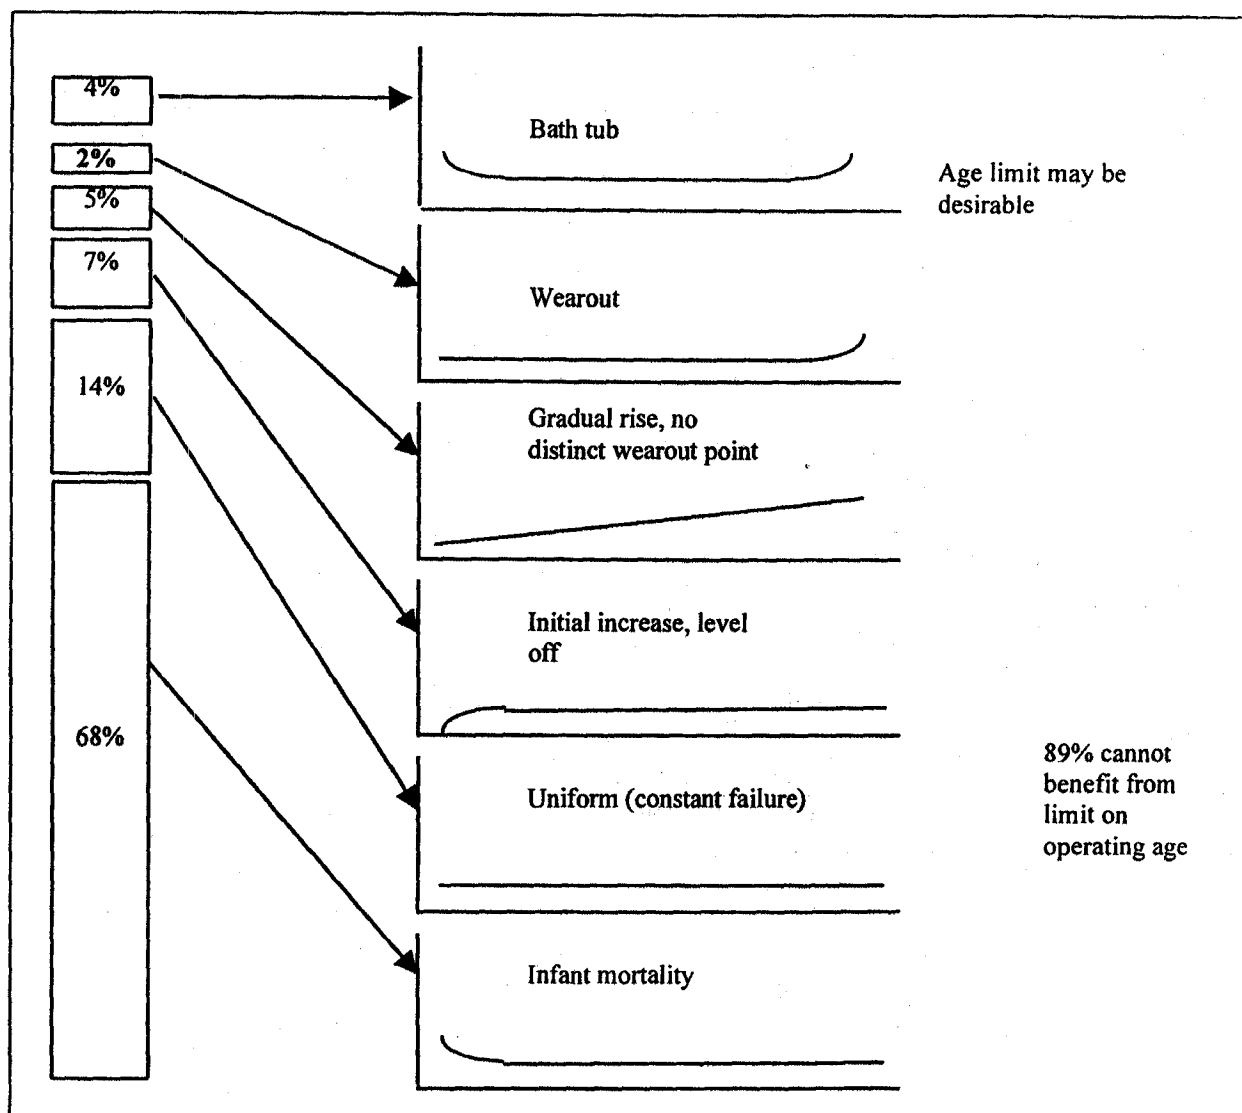 4%
2%
5%
7%
14%
68%
Bath tub
Age limit may be
desirable
Wearout
Gradual rise, no
distinct wearout point
Initial increase, level
off
Uniform (constant failure)
89% cannot
benefit from
limit on
operating age
Infant mortality